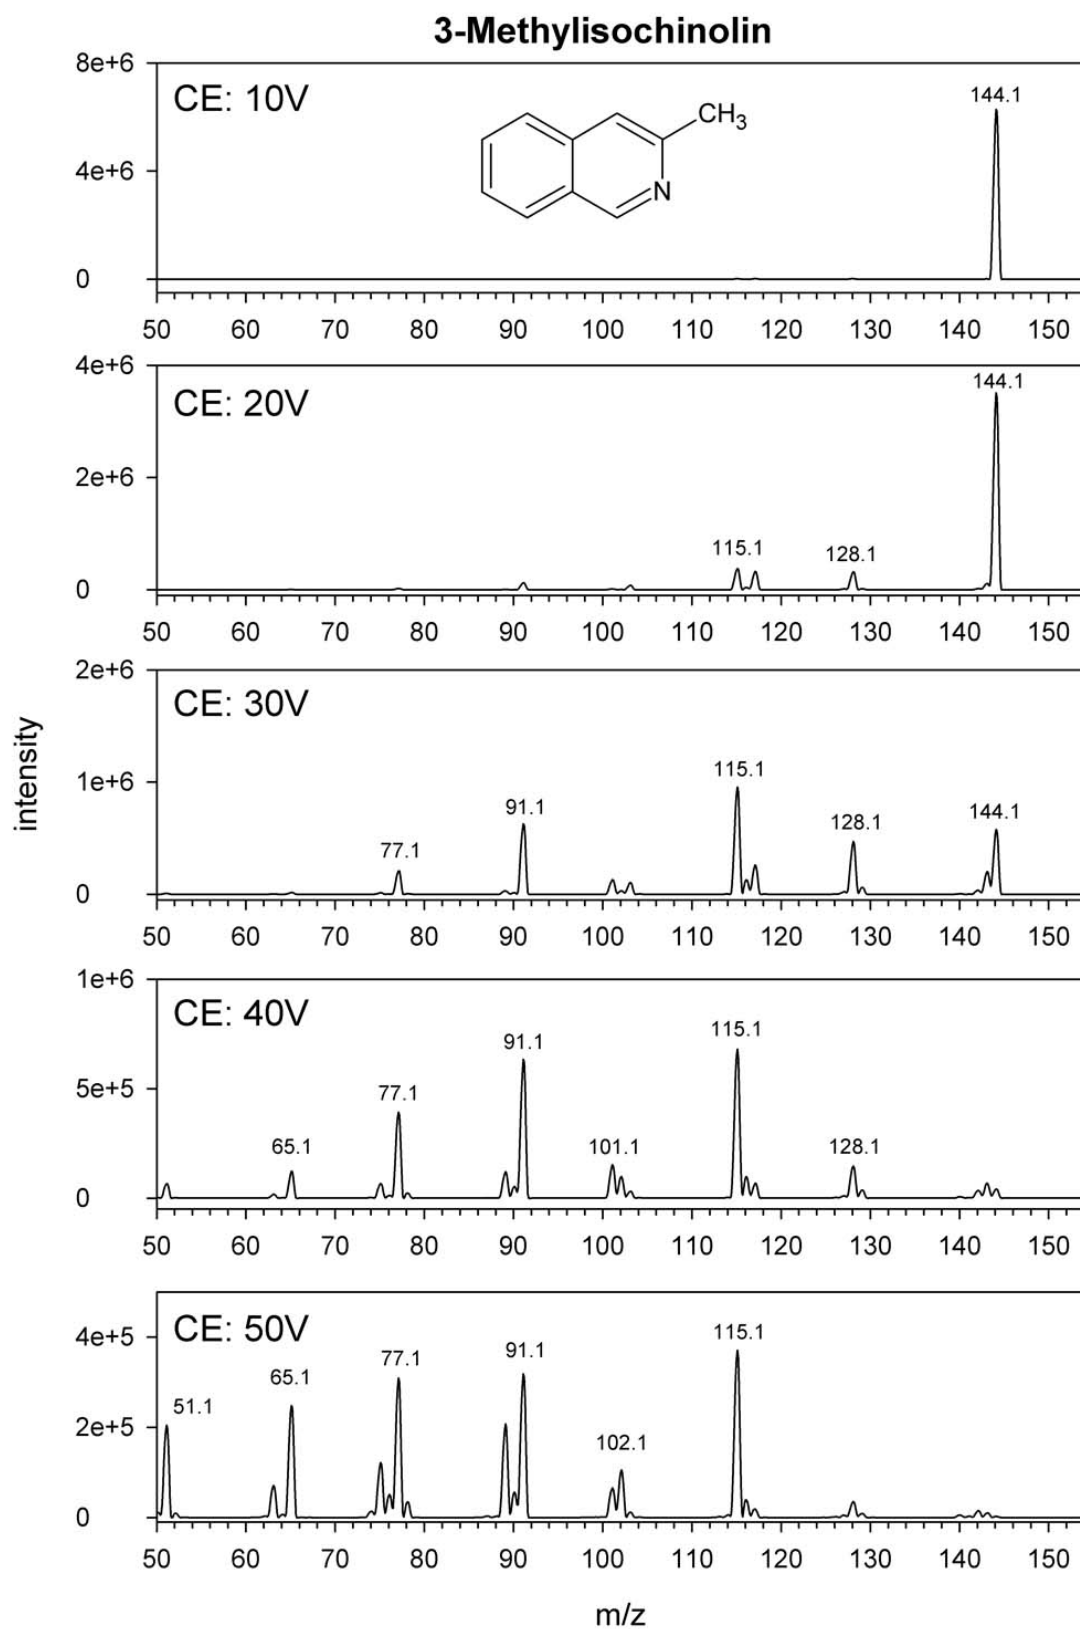 3-Methylisochinolin
8e+6
CE: 10V
CH3
144.1
4e+6
N
0
50 60 70 80 90 100 110 120 130 140 150
4e+6
CE: 20V
144.1
2e+6
115.1 128.1
0
50 60 70 80 90 100 110 120 130 140 150
2e+6
CE: 30V
1e+6
77.1 91.1 115.1 128.1 144.1
0
50 60 70 80 90 100 110 120 130 140 150
intensity
1e+6
CE: 40V
5e+5
65.1 77.1 91.1 101.1 115.1 128.1
0
50 60 70 80 90 100 110 120 130 140 150
CE: 50V
4e+5
51.1 65.1 77.1 91.1 102.1 115.1
2e+5
0
50 60 70 80 90 100 110 120 130 140 150
m/z